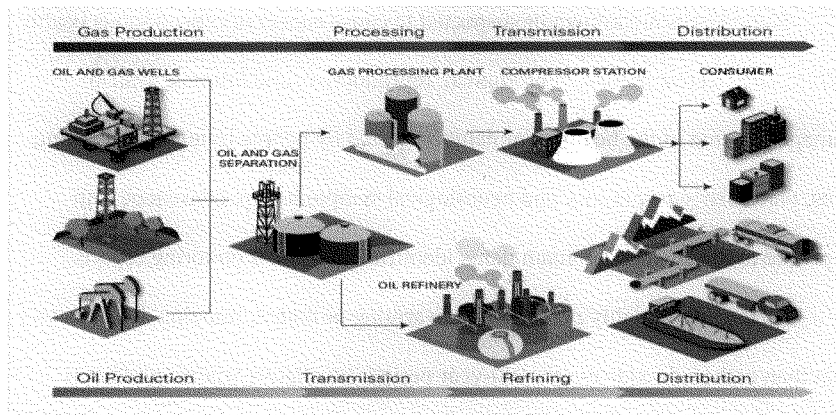 Gas Production Processing Transmission Distribution
OIL AND GAS WELLS GAS PROCESSING PLANT COMPRESSOR STATION CONSUMER
OIL AND GAS
SEPARATION
OIL REFINERY
Oil Production Transmission Refining Distribution